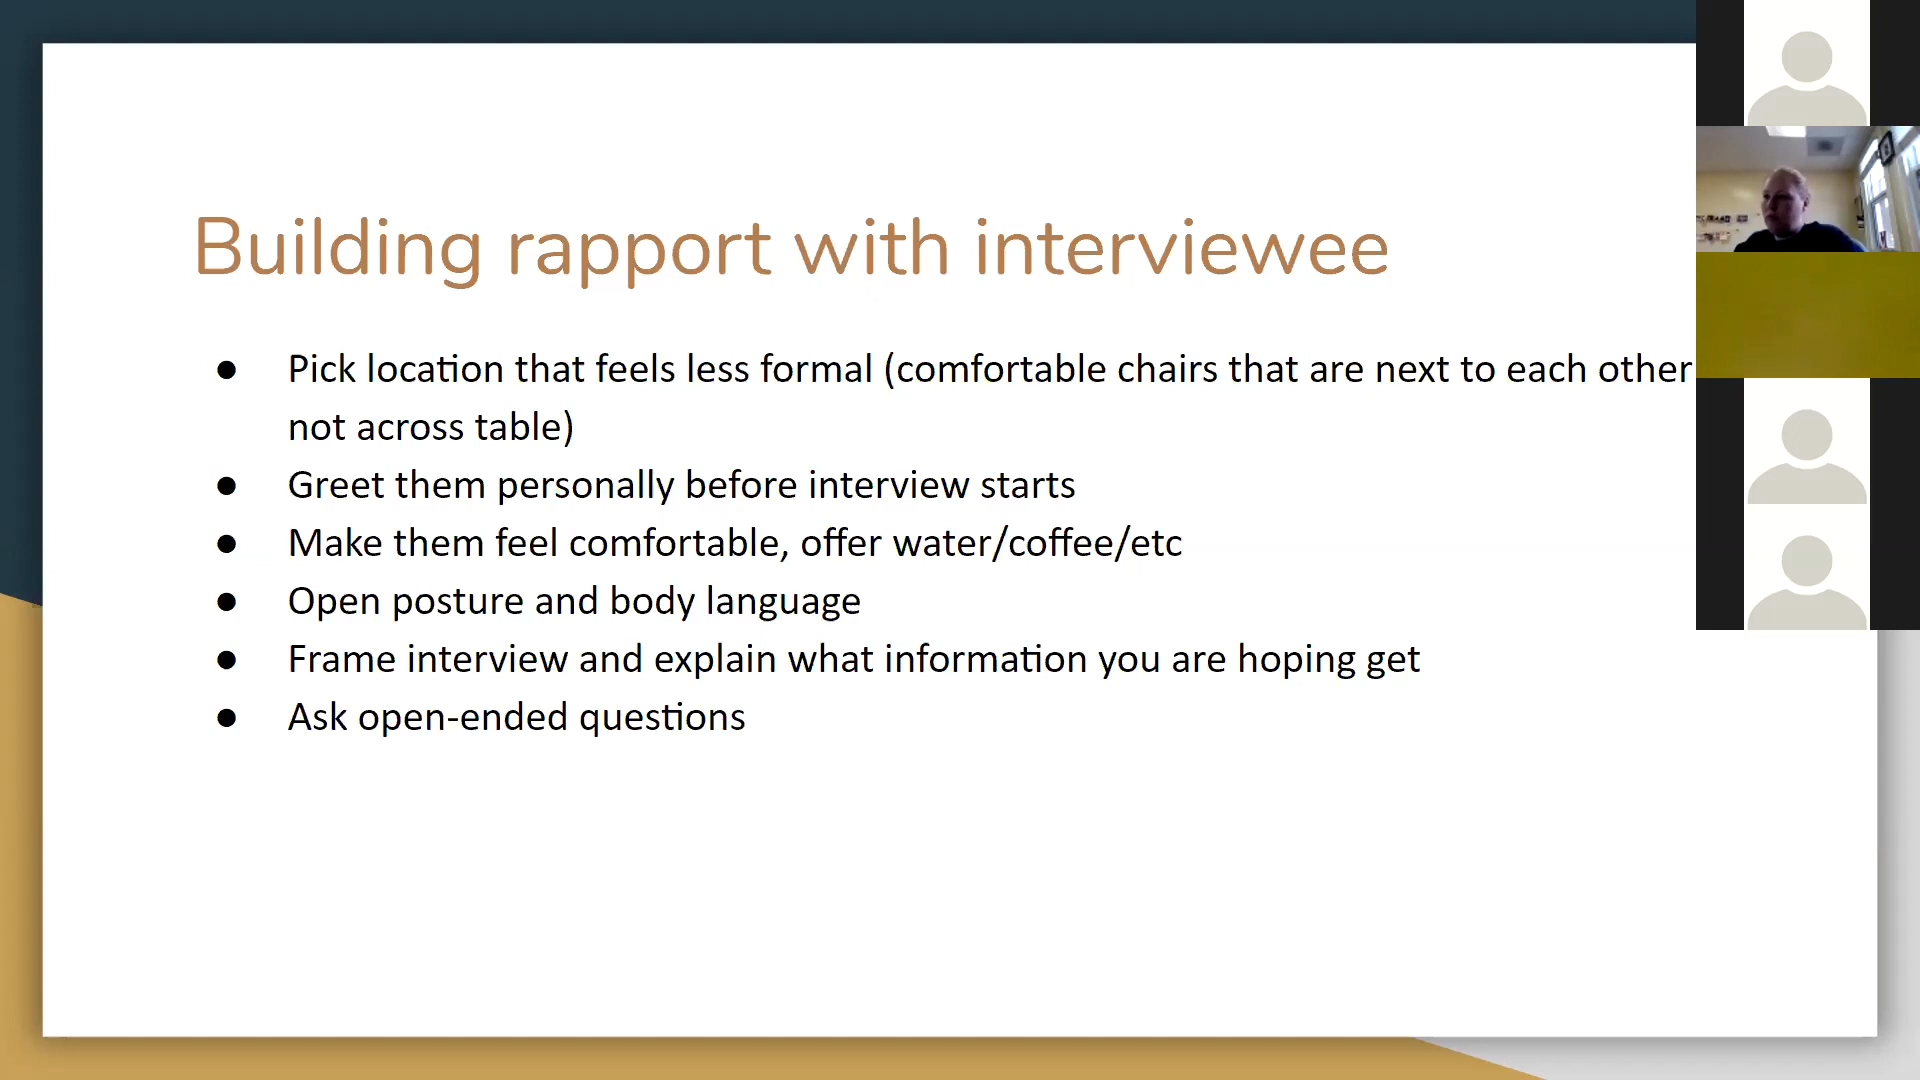 Building rapport with interviewee
● Pick location that feels less formal (comfortable chairs that are next to each other
not across table)
● Greet them personally before interview starts
● Make them feel comfortable, offer water/coffee/etc
● Open posture and body language
● Frame interview and explain what information you are hoping get
● Ask open-ended questions